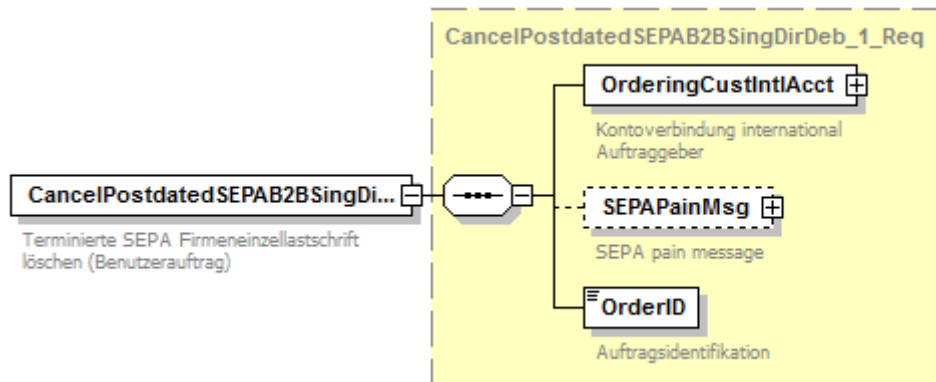 CancelPostdatedSEPAB2BSingDirDeb_1_Req
OrderingCustIntlAcct
Kontoverbindung international
Auftraggeber
CancelPostdatedSEPAB2BSingDi...
Terminierte SEPA Firmeneinzellastschrift
löschen (Benutzerauftrag)
SEPAPainMsg
SEPA pain message
OrderID
Auftragsidentifikation